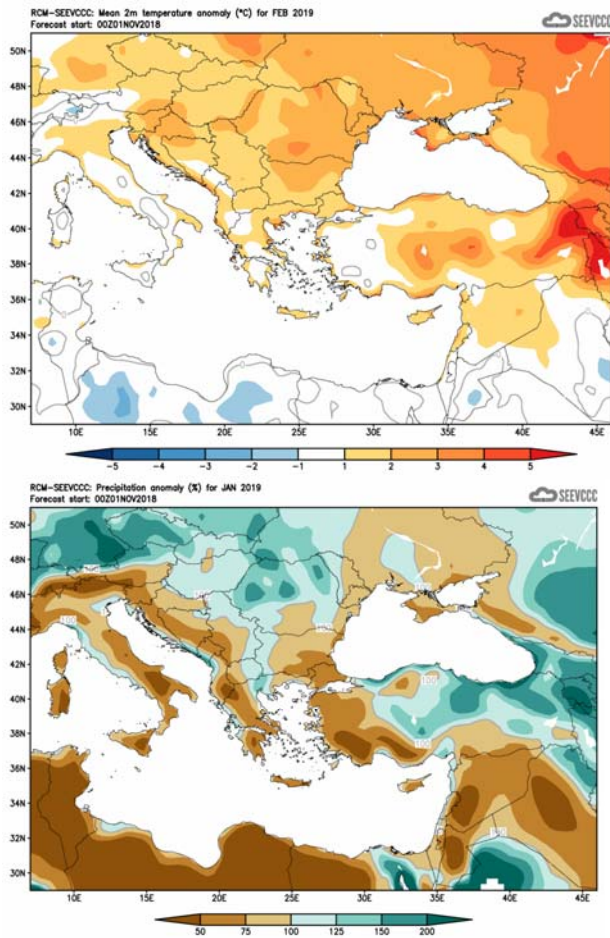 RCM-SEEVCCC: Mean 2m temperature anomaly (°C) for FEB 2019
Forecast start: 00Z01NOV2018
SEEVCCC
50N
48N
46N
44N
42N
40N
38N
36N
34N
32N
30N
10E 15E 20E 25E 30E 35E 40E 45E
-5 -4 -3 -2 -1 1 2 3 4 5
RCM-SEEVCCC: Precipitation anomaly (%) for JAN 2019
Forecast start: 00Z01NOV2018
SEEVCCC
50N
48N
46N
44N
42N
40N
38N
36N
34N
32N
30N
100
100
100
10E 15E 20E 25E 30E 35E 40E 45E
50 75 100 125 150 200